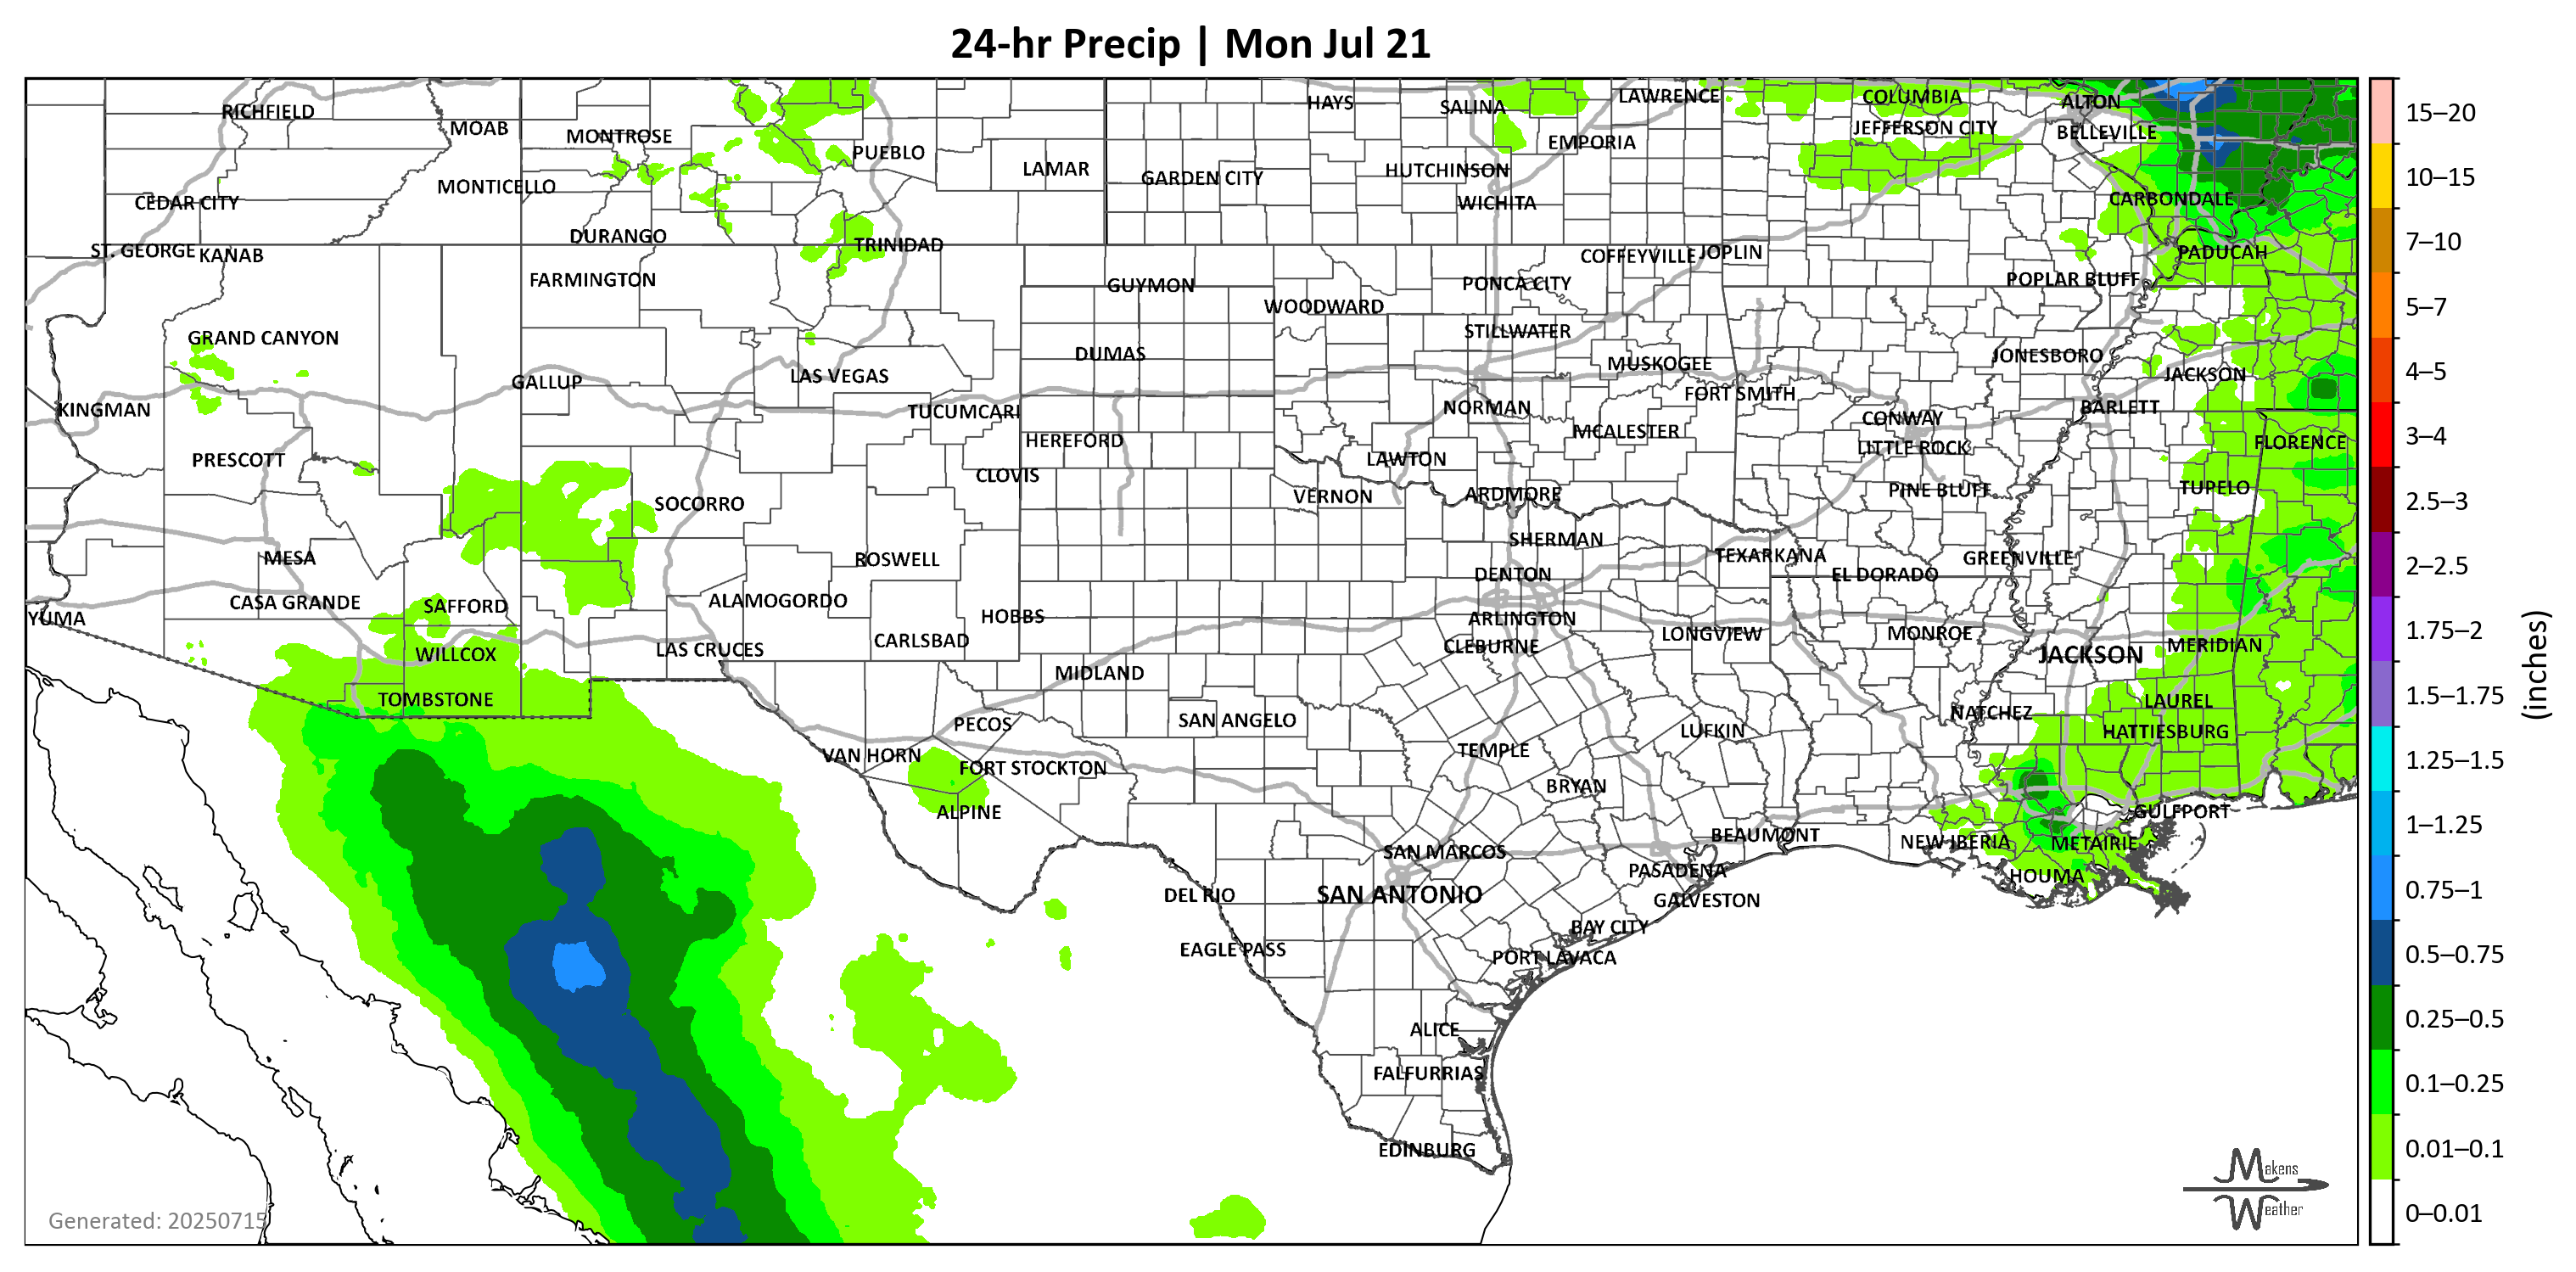 24-hr Precip | Mon Jul 21
RICHFIELD
MOAB
MONTROSE
PUEBLO
LAMAR
HAYS
SALINA
LAWRENCE
COLUMBIA
ALTON
JEFFERSON CITY
BELLEVILLE
EMPORIA
HUTCHINSON
GARDEN CITY
MONTICELLO
CEDAR CITY
WICHITA
CARBONDALE
DURANGO
TRINIDAD
ST. GEORGE
KANAB
COFFEYVILLE
JOPLIN
PADUCAH
FARMINGTON
GUYMON
PONCA CITY
POPLAR BLUFF
WOODWARD
STILLWATER
GRAND CANYON
DUMAS
MUSKOGEE
JONESBORO
GALLUP
LAS VEGAS
JACKSON
FORT SMITH
KINGMAN
TUCUMCARI
NORMAN
BARLETT
CONWAY
HEREFORD
MCALESTER
LITTLE ROCK
FLORENCE
PRESCOTT
CLOVIS
LAWTON
SOCORRO
VERNON
ARDMORE
PINE BLUFF
TUPELO
MESA
ROSWELL
SHERMAN
TEXARKANA
GREENVILLE
DENTON
EL DORADO
CASA GRANDE
SAFFORD
ALAMOGORDO
HOBBS
ARLINGTON
YUMA
LAS CRUCES
CARLSBAD
CLEBURNE
LONGVIEW
MONROE
MERIDIAN
WILLCOX
JACKSON
MIDLAND
TOMBSTONE
LAUREL
PECOS
SAN ANGELO
NATCHEZ
HATTIESBURG
LUFKIN
VAN HORN
TEMPLE
FORT STOCKTON
BRYAN
ALPINE
GULFPORT
BEAUMONT
NEW IBERIA
METAIRIE
SAN MARCOS
PASADENA
HOUMA
DEL RIO
SAN ANTONIO
GALVESTON
BAY CITY
EAGLE PASS
PORT LAVACA
ALICE
FALFURRIAS
EDINBURG
Generated: 20250715
Makens
Weather
15–20
10–15
7–10
5–7
4–5
3–4
2.5–3
2–2.5
1.75–2
1.5–1.75
1.25–1.5
1–1.25
0.75–1
0.5–0.75
0.25–0.5
0.1–0.25
0.01–0.1
0–0.01
(inches)